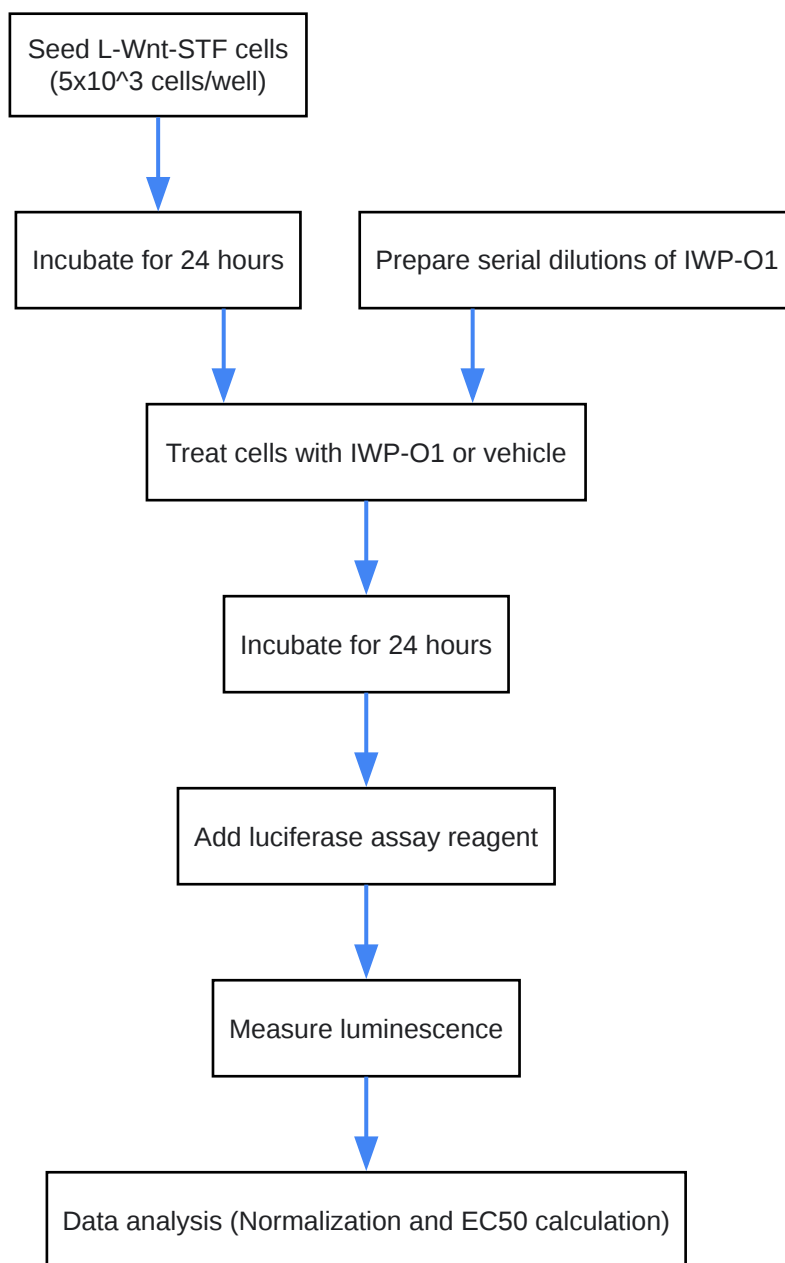 Seed L-Wnt-STF cells
(5x10^3 cells/well)
Incubate for 24 hours
Prepare serial dilutions of IWP-O1
Treat cells with IWP-O1 or vehicle
Incubate for 24 hours
Add luciferase assay reagent
Measure luminescence
Data analysis (Normalization and EC50 calculation)